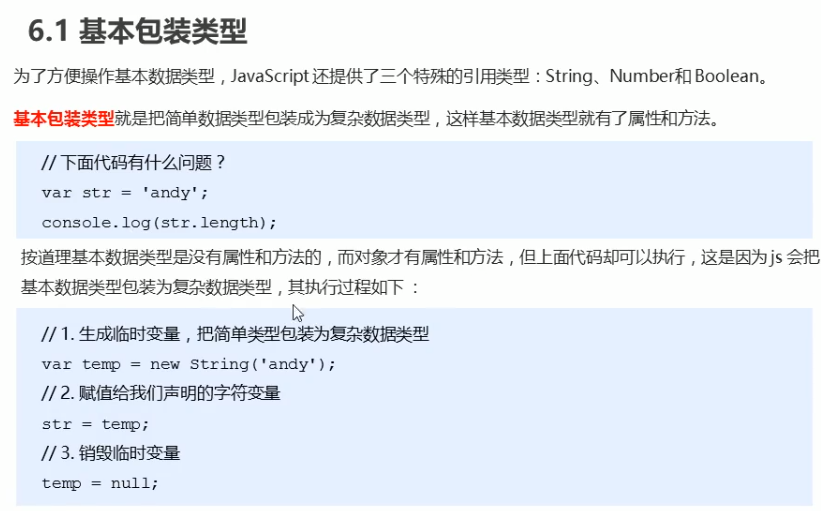 6.1 基本包装类型
为了方便操作基本数据类型，JavaScript 还提供了三个特殊的引用类型：String、Number和 Boolean。
基本包装类型就是把简单数据类型包装成为复杂数据类型，这样基本数据类型就有了属性和方法。
// 下面代码有什么问题？
var str = 'andy';
console.log(str.length);
按道理基本数据类型是没有属性和方法的，而对象才有属性和方法，但上面代码却可以执行，这是因为 js 会把
基本数据类型包装为复杂数据类型，其执行过程如下 ：
// 1. 生成临时变量，把简单类型包装为复杂数据类型
var temp = new String('andy');
// 2. 赋值给我们声明的字符变量
str = temp;
// 3. 销毁临时变量
temp = null;